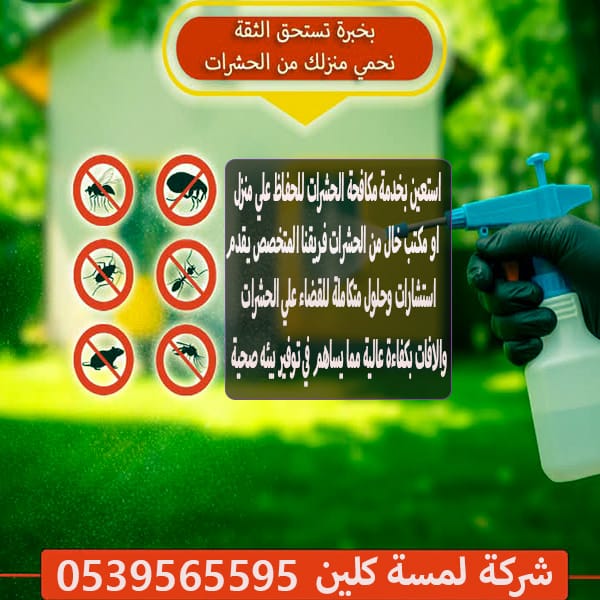 بخبرة تستحق الثقة
نحمي منزلك من الحشرات
استعين بخدمة مكافحة الحشرات للحفاظ علي منزل
او مكتب خال من الحشرات فريقنا المتخصص يقدم
استشارات وحلول متكاملة للقضاء علي الحشرات
والافات بكفاءة عالية مما يساهم في توفير بيئه صحية
شركة لمسة كلين 0539565595